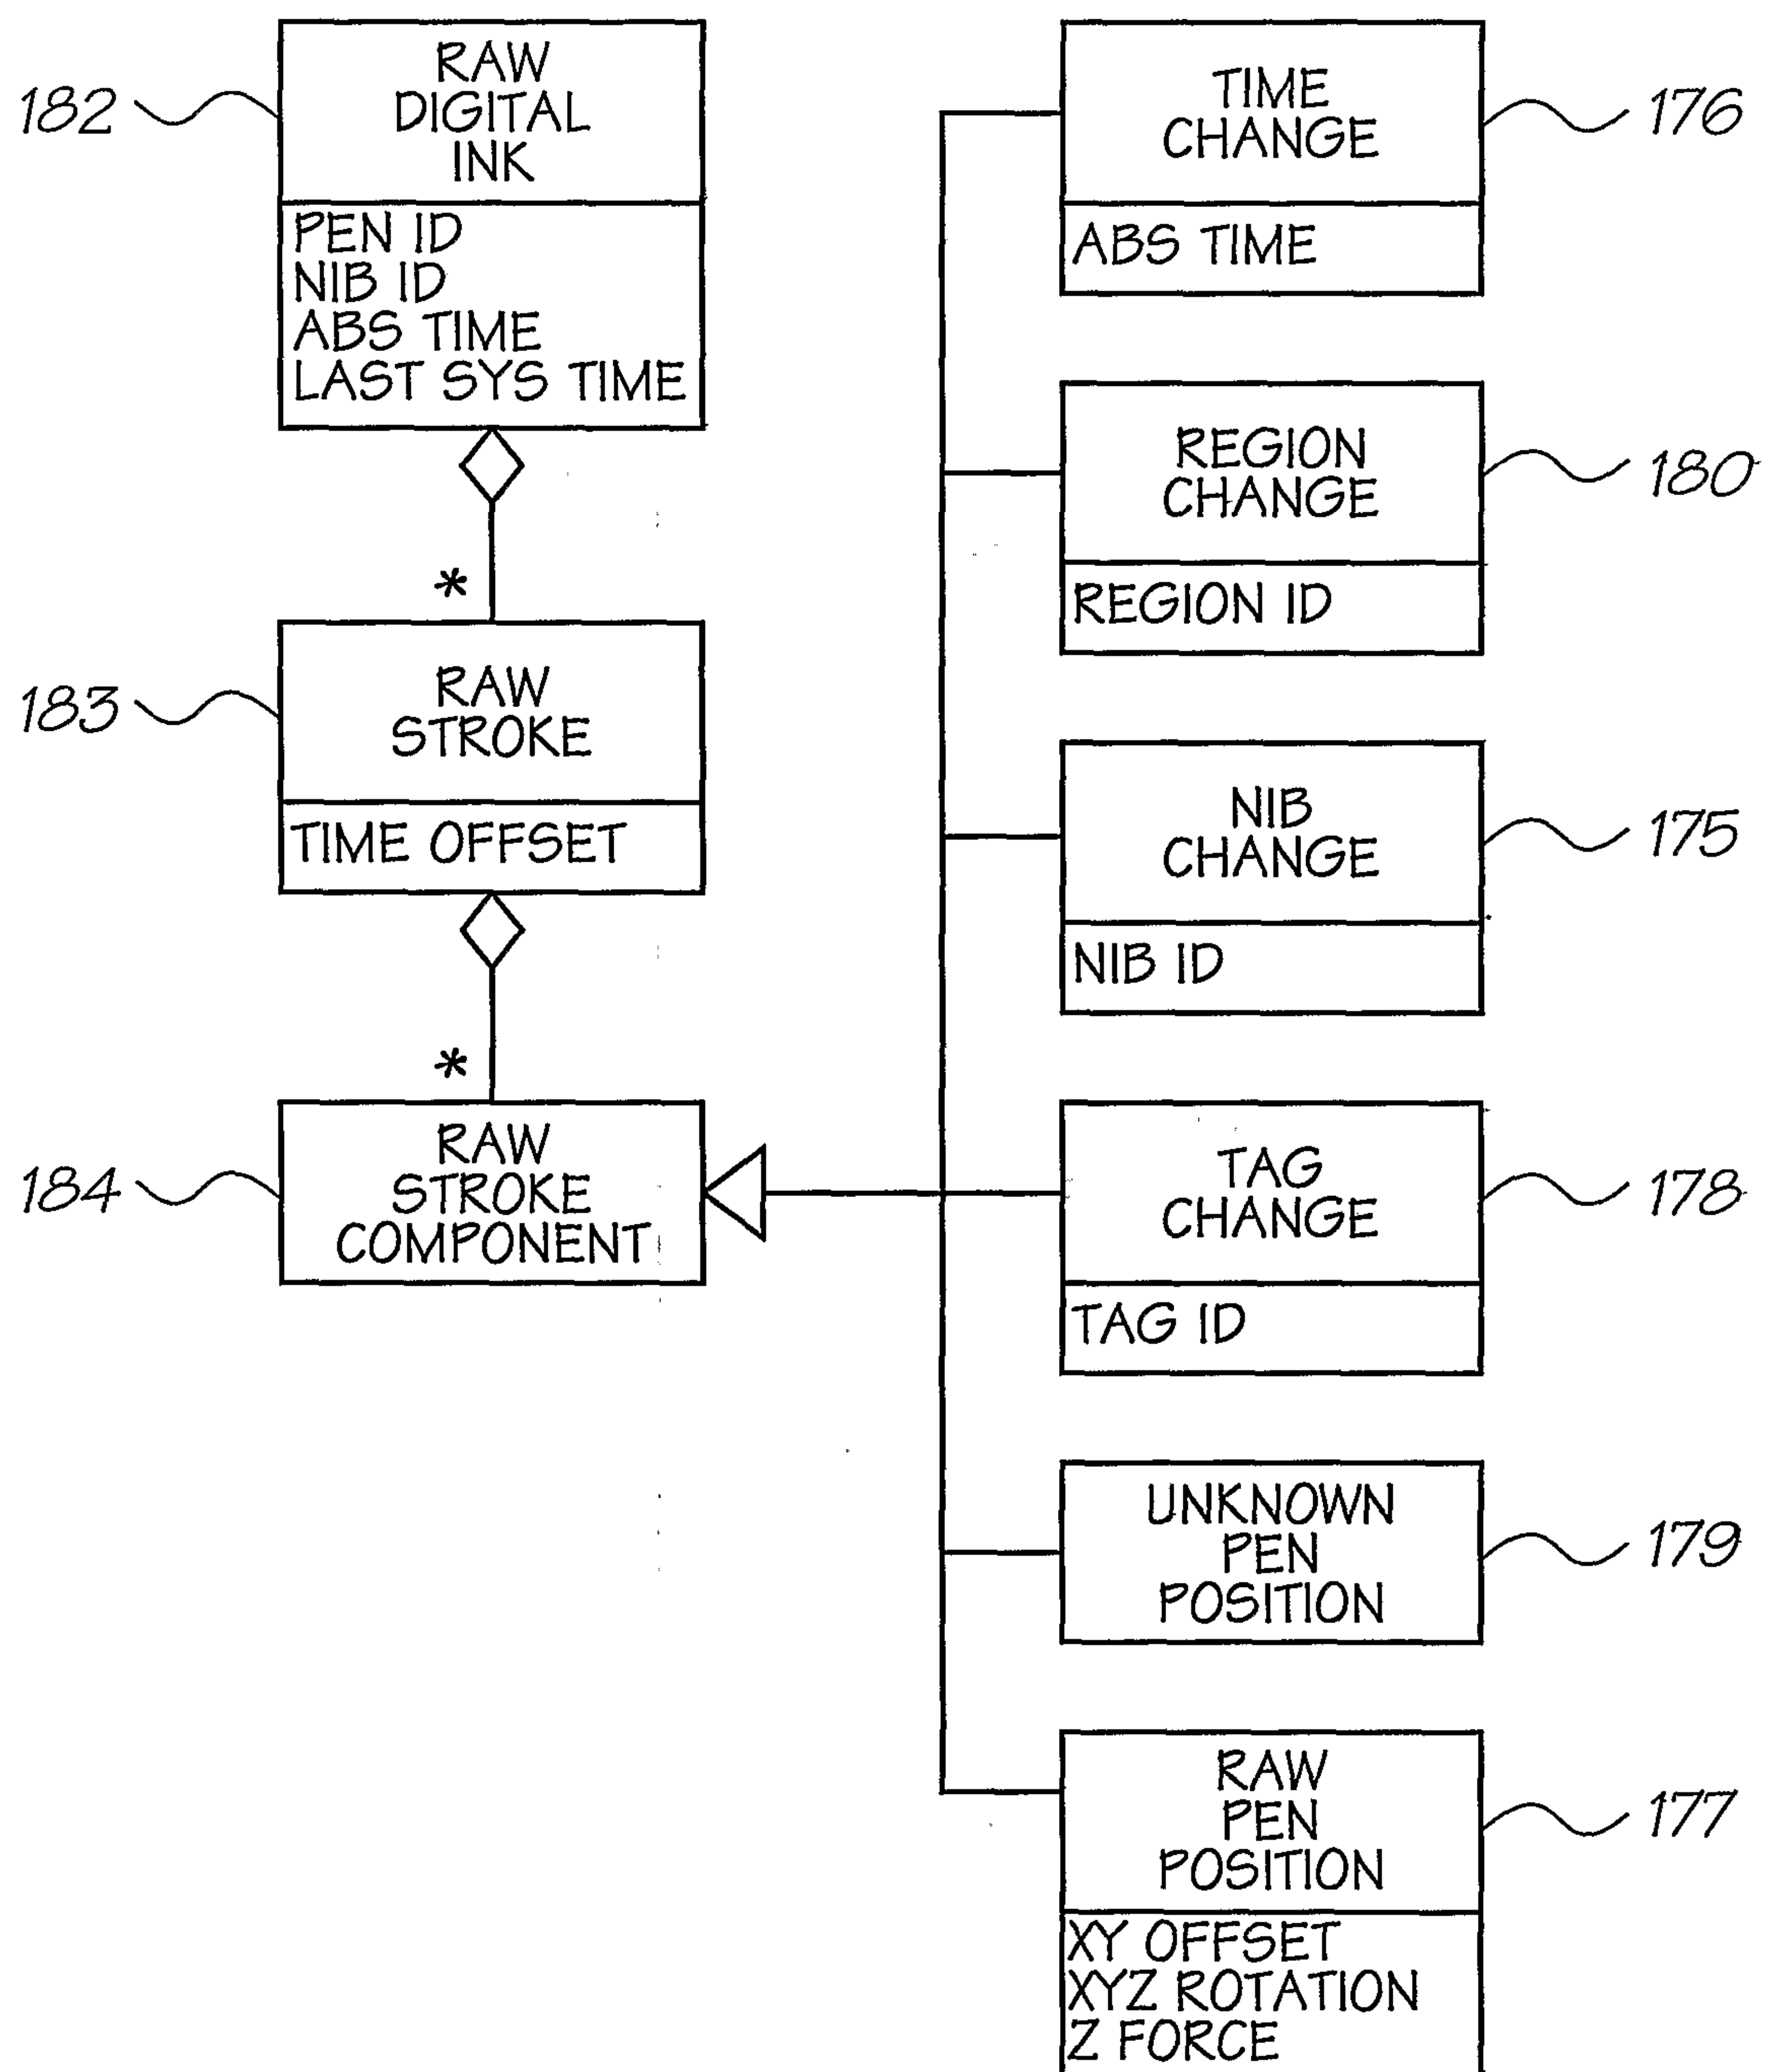 182
RAW
DIGITAL
INK
PEN ID
NIB ID
ABS TIME
LAST SYS TIME
*
183
RAW
STROKE
TIME OFFSET
*
184
RAW
STROKE
COMPONENT
TIME
CHANGE
176
ABS TIME
REGION
CHANGE
180
REGION ID
NIB
CHANGE
175
NIB ID
TAG
CHANGE
178
TAG ID
UNKNOWN
PEN
POSITION
179
RAW
PEN
POSITION
177
XY OFFSET
XYZ ROTATION
Z FORCE